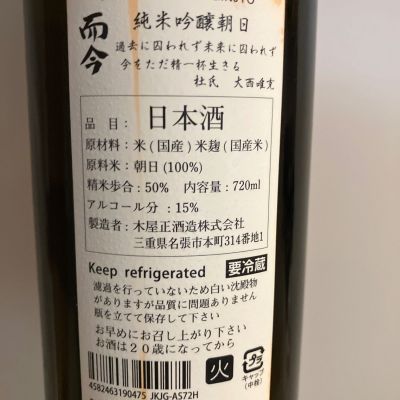 而今
純米吟醸朝日
過去に囚われず未来に囚われず
今をただ精一杯生きる
杜氏 大西唯克
品目：日本酒
原材料：米(国産)米麹(国産米)
原料米：朝日(100%)
精米歩合：50% 内容量：720ml
アルコール分：15%
製造者：木屋正酒造株式会社
三重県名張市本町314番地1
Keep refrigerated 要冷蔵
濾過を行っていないため白い沈殿物
がありますが品質に問題ありません
瓶を立てて保存して下さい
お早めにお召し上がり下さい
お酒は20歳になってから
4582463190475 JKJG-AS72H
火
プラ
キャップ
(中栓)